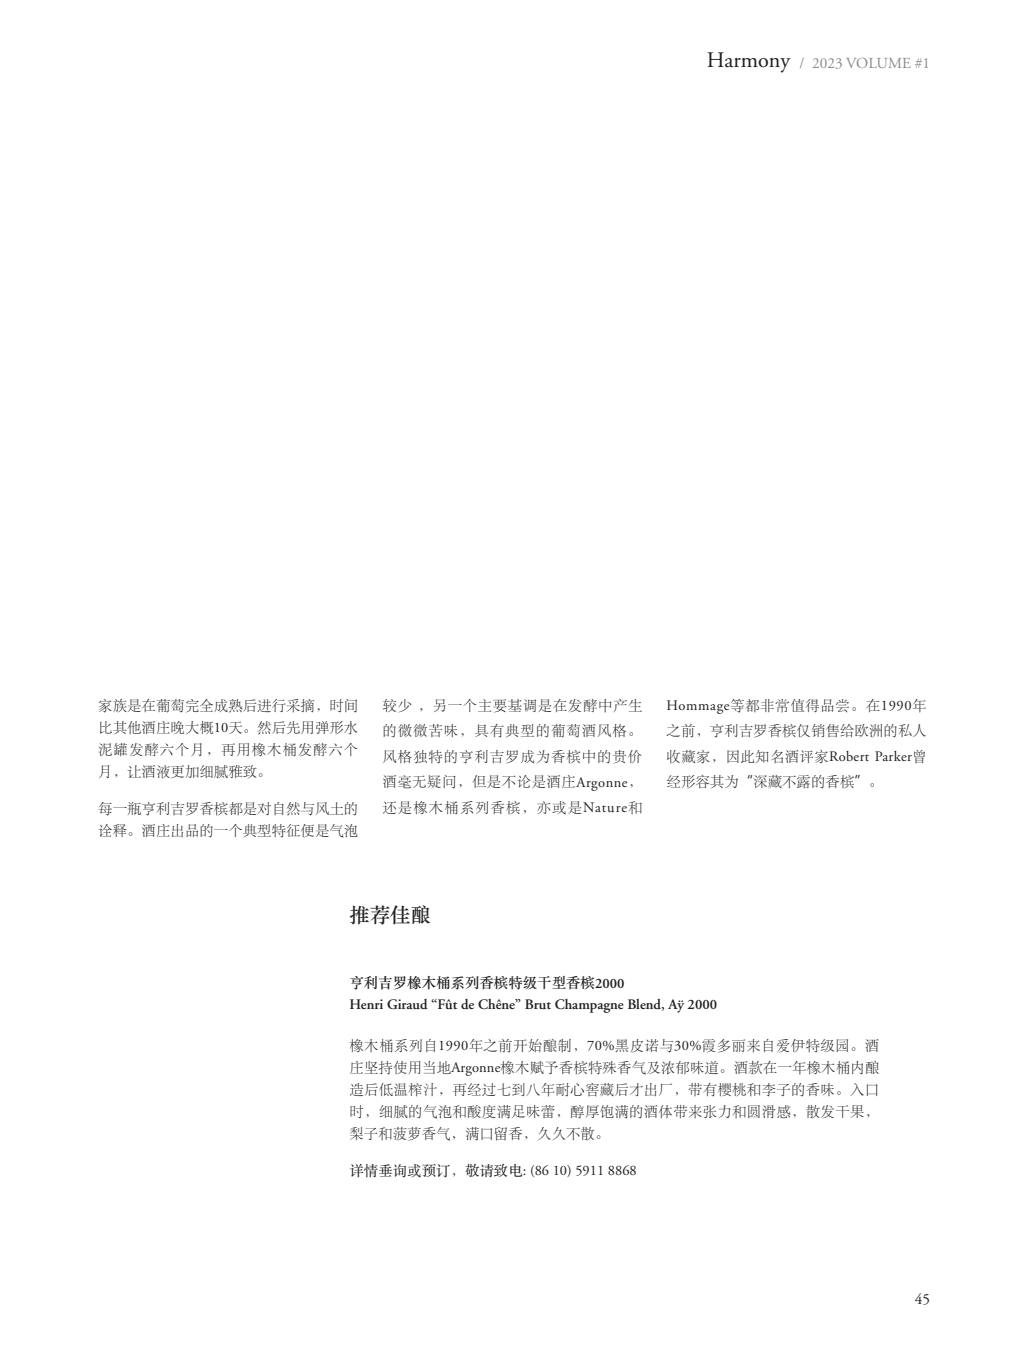 Harmony / 2023 VOLUME #1
家族是在葡萄完全成熟后进行采摘，时间
比其他酒庄晚大概10天。然后先用弹形水
泥罐发酵六个月，再用橡木桶发酵六个
月，让酒液更加细腻雅致。
每一瓶亨利吉罗香槟都是对自然与风土的
诠释。酒庄出品的一个典型特征便是气泡
较少 ，另一个主要基调是在发酵中产生
的微微苦味，具有典型的葡萄酒风格。
风格独特的亨利吉罗成为香槟中的贵价
酒毫无疑问，但是不论是酒庄Argonne，
还是橡木桶系列香槟，亦或是Nature和
Hommage等都非常值得品尝。在1990年
之前，亨利吉罗香槟仅销售给欧洲的私人
收藏家，因此知名酒评家Robert Parker曾
经形容其为“深藏不露的香槟”。
推荐佳酿
亨利吉罗橡木桶系列香槟特级干型香槟2000
Henri Giraud “Fût de Chêne” Brut Champagne Blend, Aÿ 2000
橡木桶系列自1990年之前开始酿制，70%黑皮诺与30%霞多丽来自爱伊特级园。酒
庄坚持使用当地Argonne橡木赋予香槟特殊香气及浓郁味道。酒款在一年橡木桶内酿
造后低温榨汁，再经过七到八年耐心窖藏后才出厂，带有樱桃和李子的香味。入口
时，细腻的气泡和酸度满足味蕾，醇厚饱满的酒体带来张力和圆滑感，散发干果，
梨子和菠萝香气，满口留香，久久不散。
详情垂询或预订，敬请致电: (86 10) 5911 8868
45